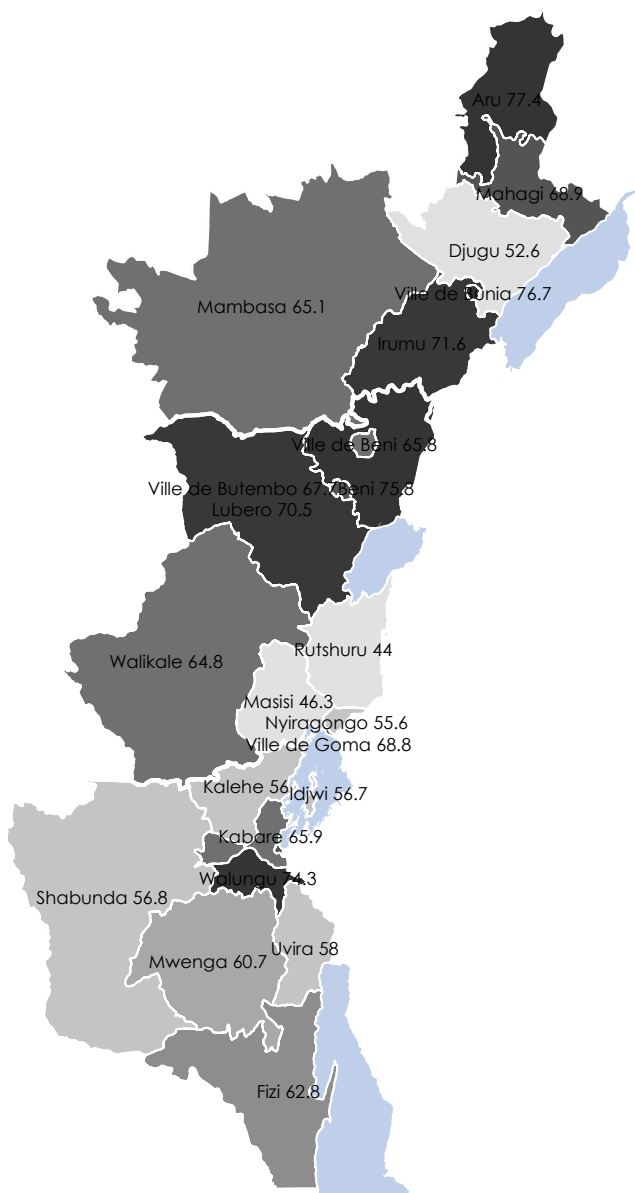 Aru 77.4
Mahagi 68.9
Djugu 52.6
Ville de Bunia 76.7
Mambasa 65.1
Irumu 71.6
Ville de Beni 65.8
Ville de Butembo 67.7
Beni 75.8
Lubero 70.5
Rutshuru 44
Walikale 64.8
Masisi 46.3
Nyiragongo 55.6
Ville de Goma 68.8
Kalehe 56
Idjwi 56.7
Kabare 65.9
Walungu 74.3
Shabunda 56.8
Uvira 58
Mwenga 60.7
Fizi 62.8